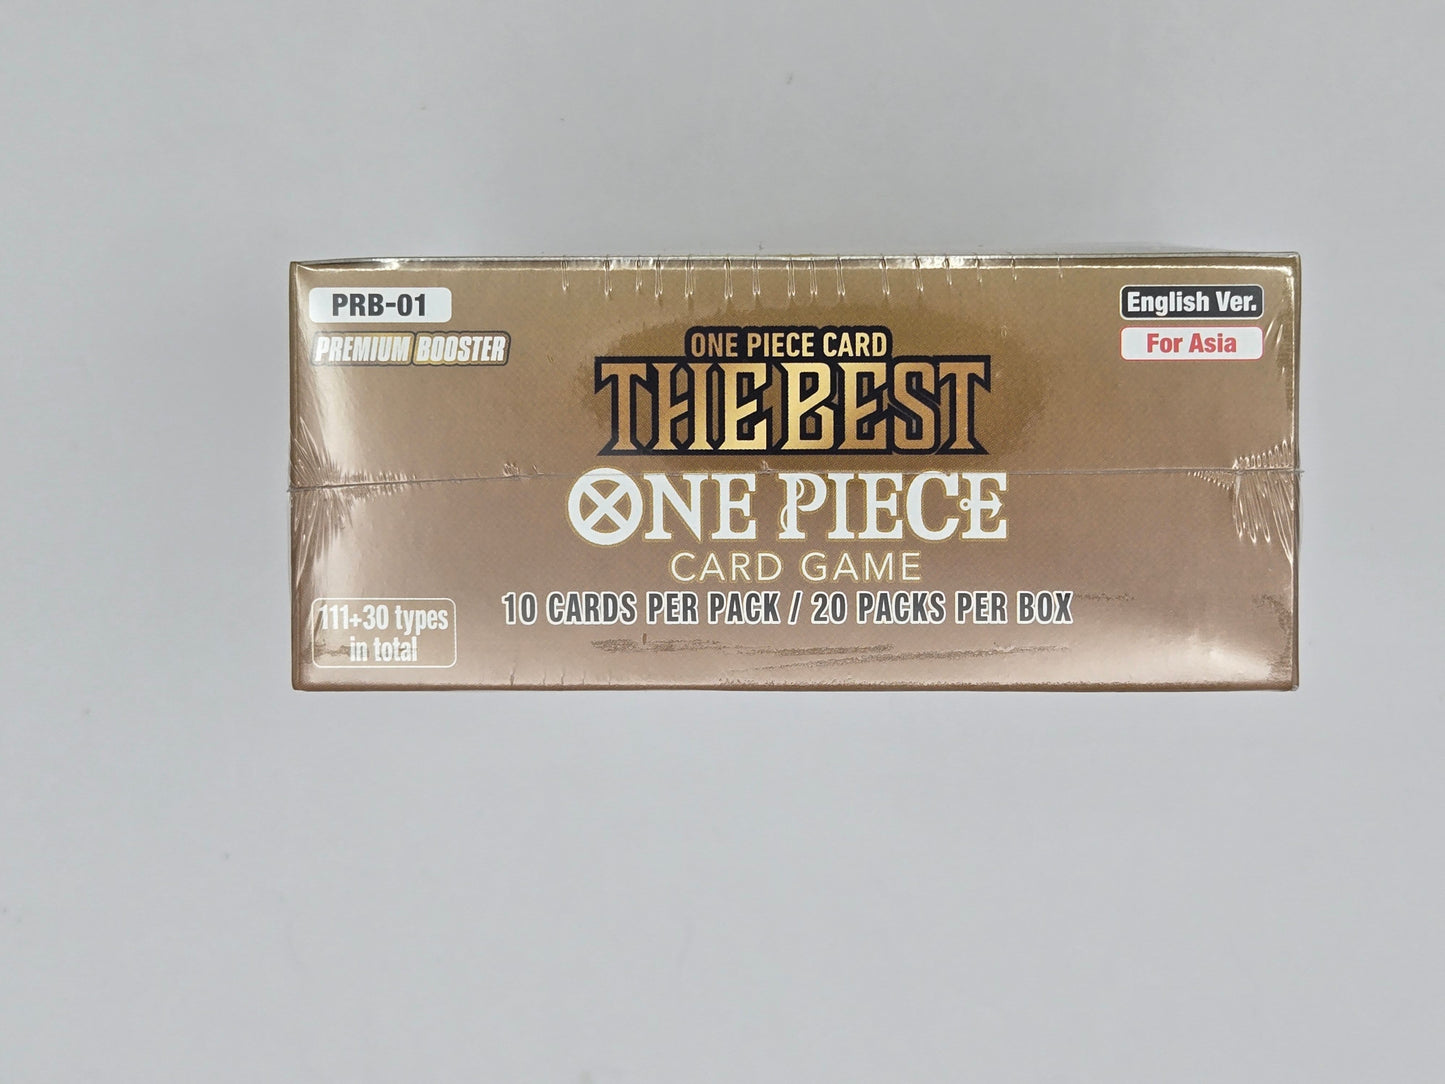 PRB-01
PREMIUM BOOSTER
English Ver.
For Asia
ONE PIECE CARD
THE BEST
ONE PIECE
CARD GAME
10 CARDS PER PACK / 20 PACKS PER BOX
111+30 types
in total